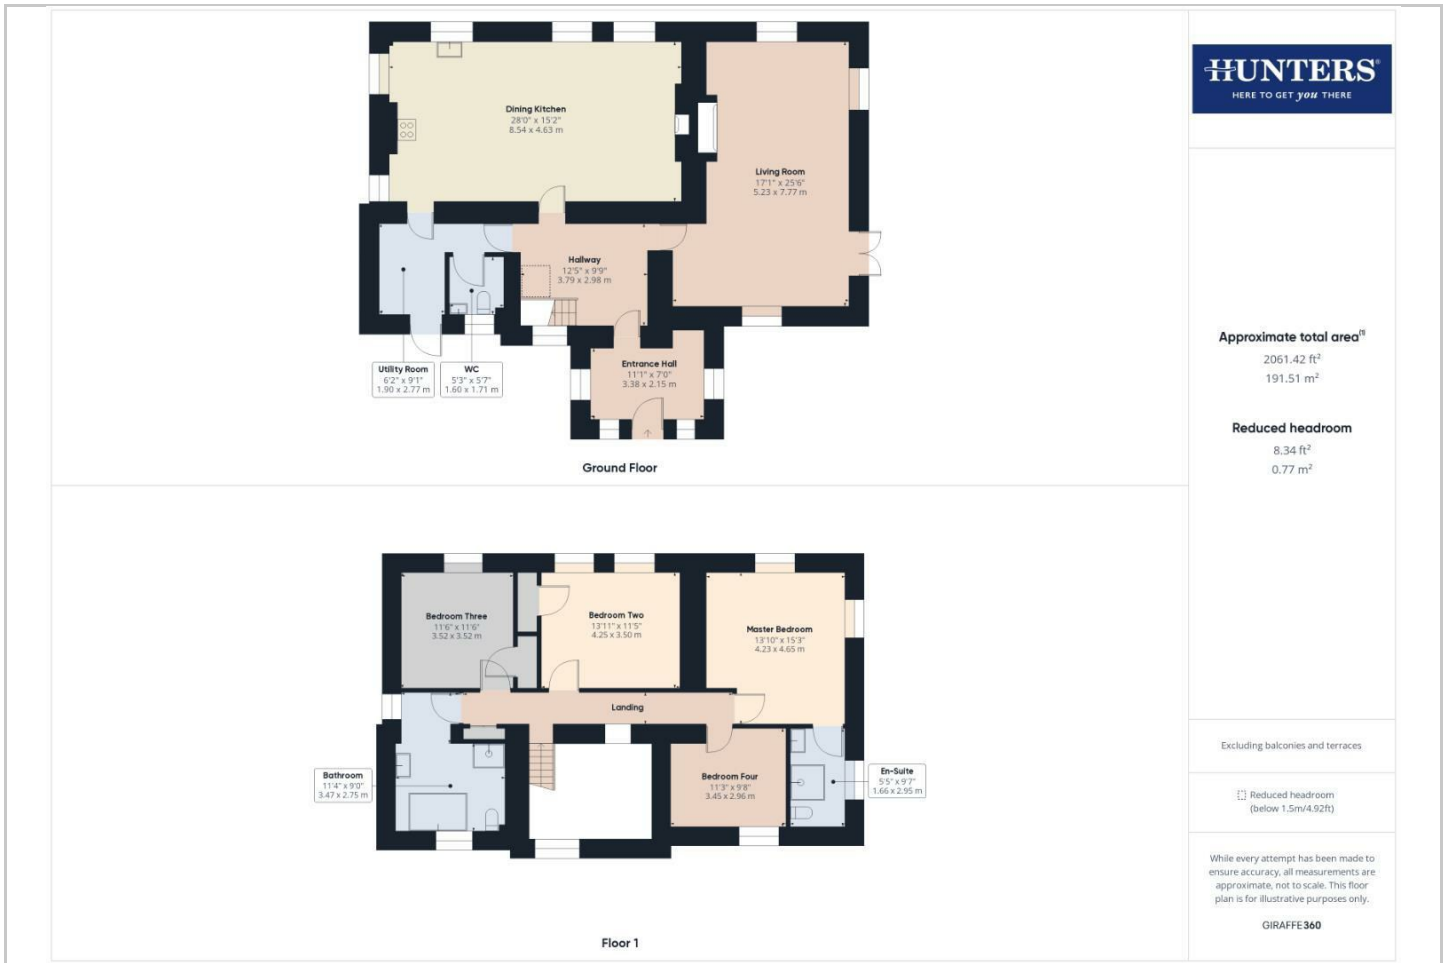 HUNTERS®
HERE TO GET you THERE
Dining Kitchen
28'0" x 15'2"
8.54 x 4.63 m
Living Room
17'1" x 25'6"
5.23 x 7.77 m
Hallway
12'5" x 9'9"
3.79 x 2.98 m
Utility Room
6'2" x 9'1"
1.90 x 2.77 m
WC
5'3" x 5'7"
1.60 x 1.71 m
Entrance Hall
11'1" x 7'0"
3.38 x 2.15 m
Ground Floor
Approximate total area(1)
2061.42 ft²
191.51 m²
Reduced headroom
8.34 ft²
0.77 m²
Bedroom Three
11'6" x 11'6"
3.52 x 3.52 m
Bedroom Two
13'11" x 11'5"
4.25 x 3.50 m
Master Bedroom
13'10" x 15'3"
4.23 x 4.65 m
Landing
Bathroom
11'4" x 9'0"
3.47 x 2.75 m
Bedroom Four
11'3" x 9'8"
3.45 x 2.96 m
En-Suite
5'5" x 9'7"
1.66 x 2.95 m
Floor 1
Excluding balconies and terraces
Reduced headroom
(below 1.5m/4.92ft)
While every attempt has been made to
ensure accuracy, all measurements are
approximate, not to scale. This floor
plan is for illustrative purposes only.
GIRAFFE360